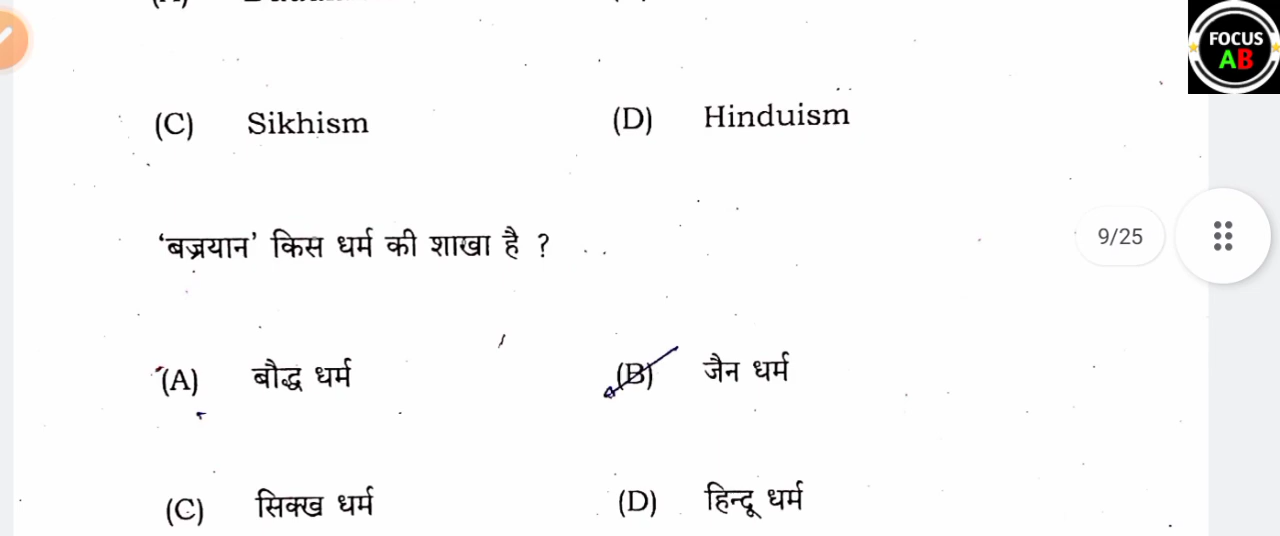 FOCUS
AB
(C) Sikhism (D) Hinduism
‘बज्रयान’ किस धर्म की शाखा है ?
9/25
(A) बौद्ध धर्म (B) जैन धर्म
(C) सिक्ख धर्म (D) हिन्दू धर्म